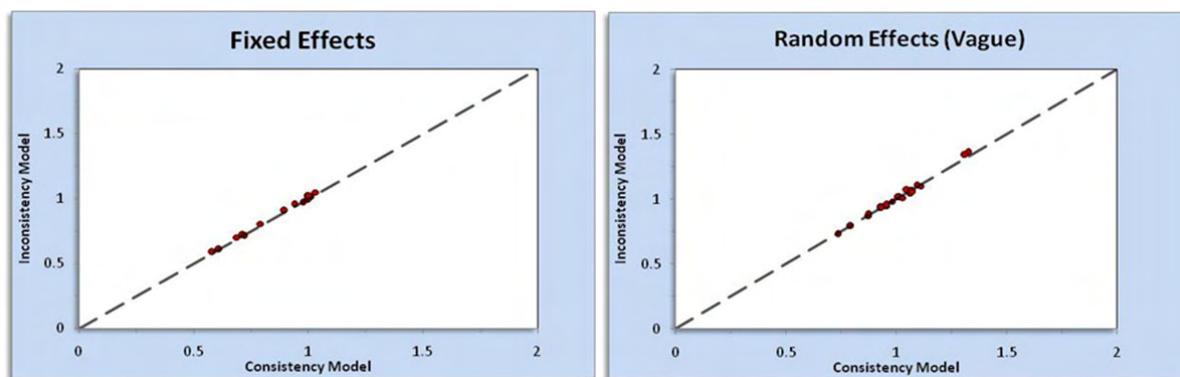 Fixed Effects
2
1.5
1
0.5
0
Inconsistency Model
0 0.5 1 1.5 2
Consistency Model
Random Effects (Vague)
2
1.5
1
0.5
0
Inconsistency Model
0 0.5 1 1.5 2
Consistency Model